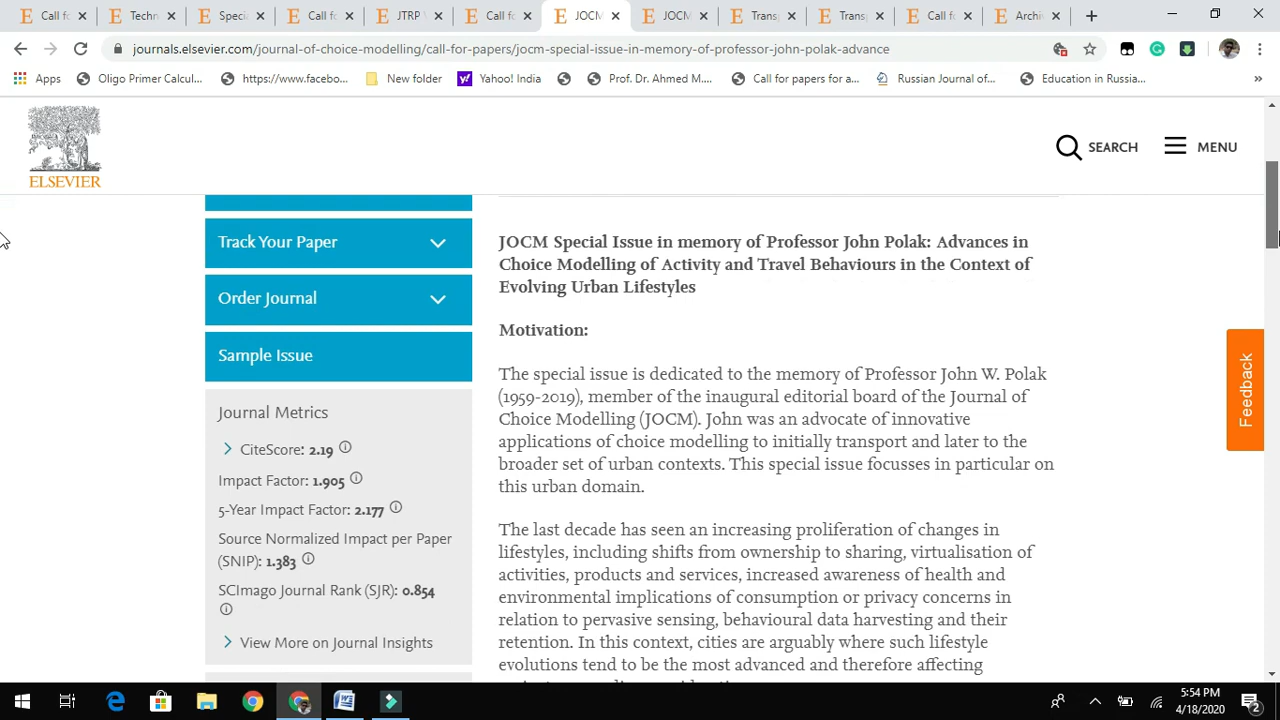 Call fo
Techn
Specia
Call fo
JTRP V
Call fo
JOCM
JOCM
Transp
Transp
Call fo
Archiv
journals.elsevier.com/journal-of-choice-modelling/call-for-papers/jocm-special-issue-in-memory-of-professor-john-polak-advance
Apps
Oligo Primer Calcul...
https://www.facebo...
New folder
Yahoo! India
Prof. Dr. Ahmed M....
Call for papers for a...
Russian Journal of...
Education in Russia...
»
ELSEVIER
SEARCH
MENU
Track Your Paper
Order Journal
Sample Issue
Journal Metrics
CiteScore: 2.19
Impact Factor: 1.905
5-Year Impact Factor: 2.177
Source Normalized Impact per Paper
(SNIP): 1.383
SCImago Journal Rank (SJR): 0.854
View More on Journal Insights
JOCM Special Issue in memory of Professor John Polak: Advances in
Choice Modelling of Activity and Travel Behaviours in the Context of
Evolving Urban Lifestyles
Motivation:
The special issue is dedicated to the memory of Professor John W. Polak
(1959-2019), member of the inaugural editorial board of the Journal of
Choice Modelling (JOCM). John was an advocate of innovative
applications of choice modelling to initially transport and later to the
broader set of urban contexts. This special issue focusses in particular on
this urban domain.
The last decade has seen an increasing proliferation of changes in
lifestyles, including shifts from ownership to sharing, virtualisation of
activities, products and services, increased awareness of health and
environmental implications of consumption or privacy concerns in
relation to pervasive sensing, behavioural data harvesting and their
retention. In this context, cities are arguably where such lifestyle
evolutions tend to be the most advanced and therefore affecting
Feedback
5:54 PM
4/18/2020
2